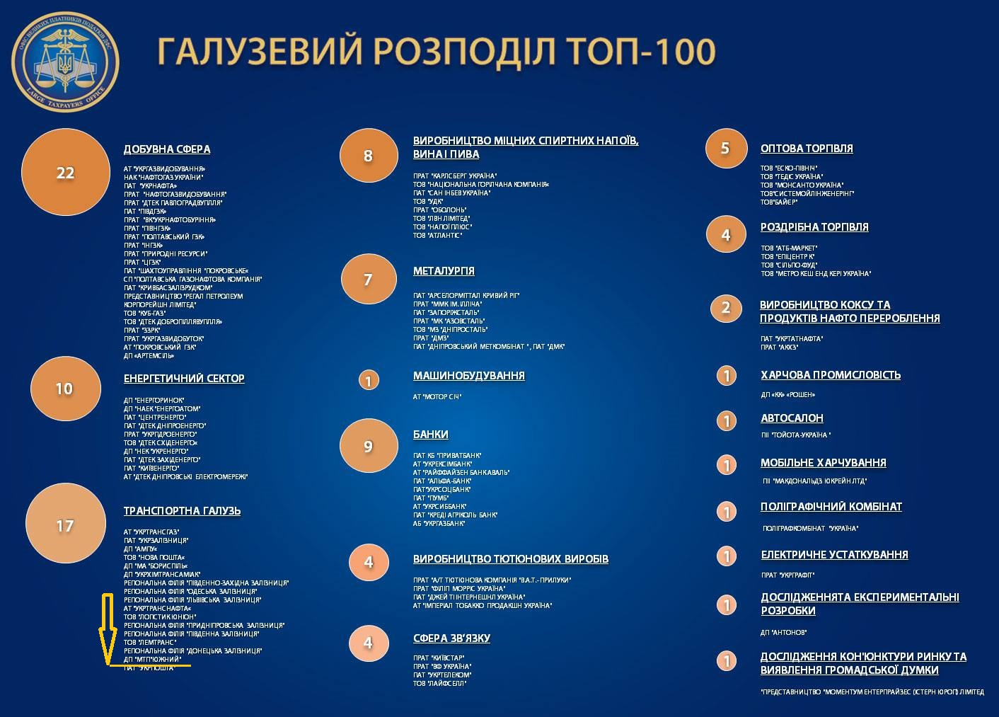 ОФІС ВЕЛИКИХ ПЛАТНИКІВ ПОДАТКІВ ДФС
LARGE TAXPAYERS OFFICE
ГАЛУЗЕВИЙ РОЗПОДІЛ ТОП-100
22
ДОБУВНА СФЕРА
АТ "УКРГАЗВИДОБУВАННЯ»
НАК "НАФТОГАЗ УКРАЇНИ"
ПАТ "УКРНАФТА»
ПРАТ "НАФТОГАЗВИДОБУВАННЯ"
ПРАТ "ДТЕК ПАВЛОГРАДВУГІЛЛЯ"
ПАТ "ПІВДГЗК»
ПРАТ "ВК"УКРНАФТОБУРІННЯ»
ПРАТ "ПІВНГЗК»
ПРАТ "ПОЛТАВСЬКИЙ ГЗК»
ПРАТ "ІНГЗК»
ПРАТ "ПРИРОДНІ РЕСУРСИ"
ПРАТ "ЦГЗК»
ПАТ "ШАХТОУПРАВЛІННЯ "ПОКРОВСЬКЕ«
СП "ПОЛТАВСЬКА ГАЗОНАФТОВА КОМПАНІЯ"
ПАТ "КРИВБАСЗАЛІЗРУДКОМ"
ПРЕДСТАВНИЦТВО "РЕГАЛ ПЕТРОЛЕУМ
КОРПОРЕЙШН ЛІМІТЕД"
ТОВ "КУБ-ГАЗ"
ТОВ "ДТЕК ДОБРОПІЛЛЯВУГІЛЛЯ»
ПРАТ "ЗЗРК"
ПРАТ "УКРГАЗВИДОБУТОК"
АТ "ПОКРОВСЬКИЙ ГЗК"
ДП «АРТЕМСІЛЬ»
10
ЕНЕРГЕТИЧНИЙ СЕКТОР
ДП "ЕНЕРГОРИНОК"
ДП "НАЕК "ЕНЕРГОАТОМ"
ПАТ "ЦЕНТРЕНЕРГО"
ПАТ "ДТЕК ДНІПРОЕНЕРГО"
ПРАТ "УКРГІДРОЕНЕРГО"
ТОВ "ДТЕК СХІДЕНЕРГО«
ДП "НЕК "УКРЕНЕРГО"
ПАТ "ДТЕК ЗАХІДЕНЕРГО"
ПАТ "КИЇВЕНЕРГО"
АТ "ДТЕК ДНІПРОВСЬКІ ЕЛЕКТРОМЕРЕЖІ"
17
ТРАНСПОРТНА ГАЛУЗЬ
АТ "УКРТРАНСГАЗ"
ПАТ "УКРЗАЛІЗНИЦЯ"
ДП "АМПУ«
ТОВ "НОВА ПОШТА«
ДП "МА "БОРИСПІЛЬ«
ДП "УКРХІМТРАНСАМІАК"
РЕГІОНАЛЬНА ФІЛІЯ "ПІВДЕННО-ЗАХІДНА ЗАЛІЗНИЦЯ"
РЕГІОНАЛЬНА ФІЛІЯ "ОДЕСЬКА ЗАЛІЗНИЦЯ"
РЕГІОНАЛЬНА ФІЛІЯ "ЛЬВІВСЬКА ЗАЛІЗНИЦЯ"
АТ "УКРТРАНСНАФТА«
ТОВ "ЛОГІСТИК ЮНІОН"
РЕГІОНАЛЬНА ФІЛІЯ "ПРИДНІПРОВСЬКА ЗАЛІЗНИЦЯ"
РЕГІОНАЛЬНА ФІЛІЯ "ПІВДЕННА ЗАЛІЗНИЦЯ"
ТОВ "ЛЕМТРАНС"
РЕГІОНАЛЬНА ФІЛІЯ "ДОНЕЦЬКА ЗАЛІЗНИЦЯ"
ДП "МТП"ЮЖНИЙ"
ПАТ "УКРПОШТА"
8
ВИРОБНИЦТВО МІЦНИХ СПИРТНИХ НАПОЇВ,
ВИНА І ПИВА
ПРАТ "КАРЛСБЕРГ УКРАЇНА"
ТОВ "НАЦІОНАЛЬНА ГОРІЛЧАНА КОМПАНІЯ«
ПАТ "САН ІНБЕВ УКРАЇНА"
ТОВ "УДК"
ПРАТ "ОБОЛОНЬ"
ТОВ "ЛВН ЛІМІТЕД"
ТОВ "НАПОЇ ПЛЮС"
ТОВ "АТЛАНТІС"
7
МЕТАЛУРГІЯ
ПАТ "АРСЕЛОРМІТТАЛ КРИВИЙ РІГ"
ПРАТ "ММК ІМ. ІЛЛІЧА"
ПАТ "ЗАПОРІЖСТАЛЬ"
ПРАТ "МК "АЗОВСТАЛЬ"
ТОВ "МЗ "ДНІПРОСТАЛЬ"
ПРАТ "ДМЗ"
ПАТ "ДНІПРОВСЬКИЙ МЕТКОМБІНАТ ", ПАТ "ДМК"
1
МАШИНОБУДУВАННЯ
АТ "МОТОР СІЧ"
9
БАНКИ
ПАТ КБ "ПРИВАТБАНК"
АТ "УКРЕКСІМБАНК"
АТ "РАЙФФАЙЗЕН БАНК АВАЛЬ"
ПАТ "АЛЬФА-БАНК"
ПАТ"УКРСОЦБАНК"
ПАТ "ПУМБ"
АТ "УКРСИББАНК"
ПАТ "КРЕДІ АГРІКОЛЬ БАНК"
АБ "УКРГАЗБАНК"
4
ВИРОБНИЦТВО ТЮТЮНОВИХ ВИРОБІВ
ПРАТ "А/Т ТЮТЮНОВА КОМПАНІЯ "В.А.Т.-ПРИЛУКИ"
ПРАТ "ФІЛІП МОРРІС УКРАЇНА"
ПАТ "ДЖЕЙ ТІ ІНТЕРНЕШНЛ УКРАЇНА"
АТ "ІМПЕРІАЛ ТОБАККО ПРОДАКШН УКРАЇНА"
4
СФЕРА ЗВ'ЯЗКУ
ПРАТ "КИЇВСТАР"
ПРАТ "ВФ УКРАЇНА"
ПАТ "УКРТЕЛЕКОМ"
ТОВ "ЛАЙФСЕЛЛ"
5
ОПТОВА ТОРГІВЛЯ
ТОВ "ЕСКО-ПІВНІЧ"
ТОВ "ТЕДІС УКРАЇНА"
ТОВ "МОНСАНТО УКРАЇНА"
ТОВ"СИСТЕМОЙЛІНЖЕНЕРІНГ"
ТОВ"БАЙЄР"
4
РОЗДРІБНА ТОРГІВЛЯ
ТОВ "АТБ-МАРКЕТ"
ТОВ "ЕПІЦЕНТР К"
ТОВ "СІЛЬПО-ФУД"
ТОВ "МЕТРО КЕШ ЕНД КЕРІ УКРАЇНА"
2
ВИРОБНИЦТВО КОКСУ ТА
ПРОДУКТІВ НАФТО ПЕРЕРОБЛЕННЯ
ПАТ "УКРТАТНАФТА"
ПРАТ "АКХЗ"
1
ХАРЧОВА ПРОМИСЛОВІСТЬ
ДП «КК» «РОШЕН»
1
АВТОСАЛОН
ПІІ "ТОЙОТА-УКРАЇНА "
1
МОБІЛЬНЕ ХАРЧУВАННЯ
ПІІ "МАКДОНАЛЬДЗ ЮКРЕЙН ЛТД"
1
ПОЛІГРАФІЧНИЙ КОМБІНАТ
ПОЛІГРАФКОМБІНАТ "УКРАЇНА"
1
ЕЛЕКТРИЧНЕ УСТАТКУВАННЯ
ПРАТ "УКРГРАФІТ"
1
ДОСЛІДЖЕННЯТА ЕКСПЕРИМЕНТАЛЬНІ
РОЗРОБКИ
ДП "АНТОНОВ"
1
ДОСЛІДЖЕННЯ КОН'ЮНКТУРИ РИНКУ ТА
ВИЯВЛЕННЯ ГРОМАДСЬКОЇ ДУМКИ
"ПРЕДСТАВНИЦТВО "МОМЕНТУМ ЕНТЕРПРАЙЗЕС (ІСТЕРН ЮРОП) ЛІМІТЕД